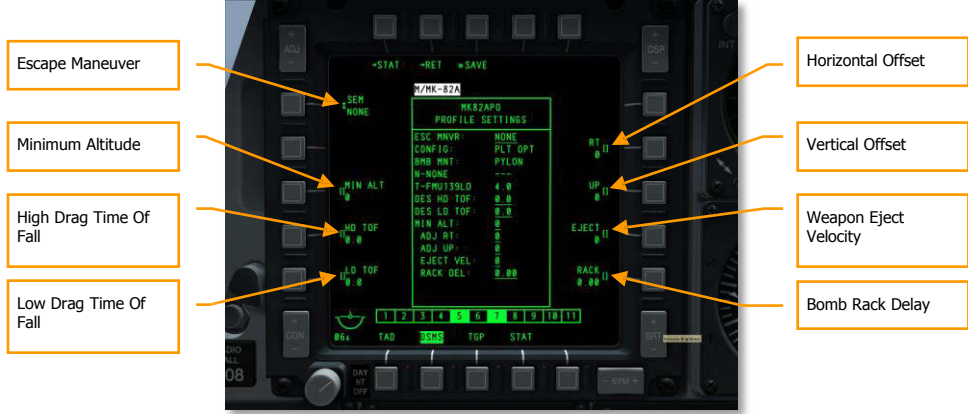 Escape Maneuver
Minimum Altitude
High Drag Time Of
Fall
Low Drag Time Of
Fall
ADJ
DSP
INT
→STAT →RET SAVE
SEM
NONE
M/MK-82A
MK82APO
PROFILE SETTINGS
ESC MNVR: NONE
CONFIG: PLT OPT
BMB MNT: PYLON
N-NONE ---
T-FMU139LD 4.0
DES HD TOF: 0.0
DES LD TOF: 0.0
MIN ALT: 0
ADJ RT: 0
ADJ UP: 0
EJECT VEL: 0
RACK DEL: 0.00
MIN ALT
0
HD TOF
0.0
LD TOF
0.0
RT
0
UP
0
EJECT
0
RACK
0.00
1 2 3 4 5 6 7 8 9 10 11
TAD DSMS TGP STAT
CON
BRT
DAY
NT
OFF
- SYM +
08
Horizontal Offset
Vertical Offset
Weapon Eject
Velocity
Bomb Rack Delay